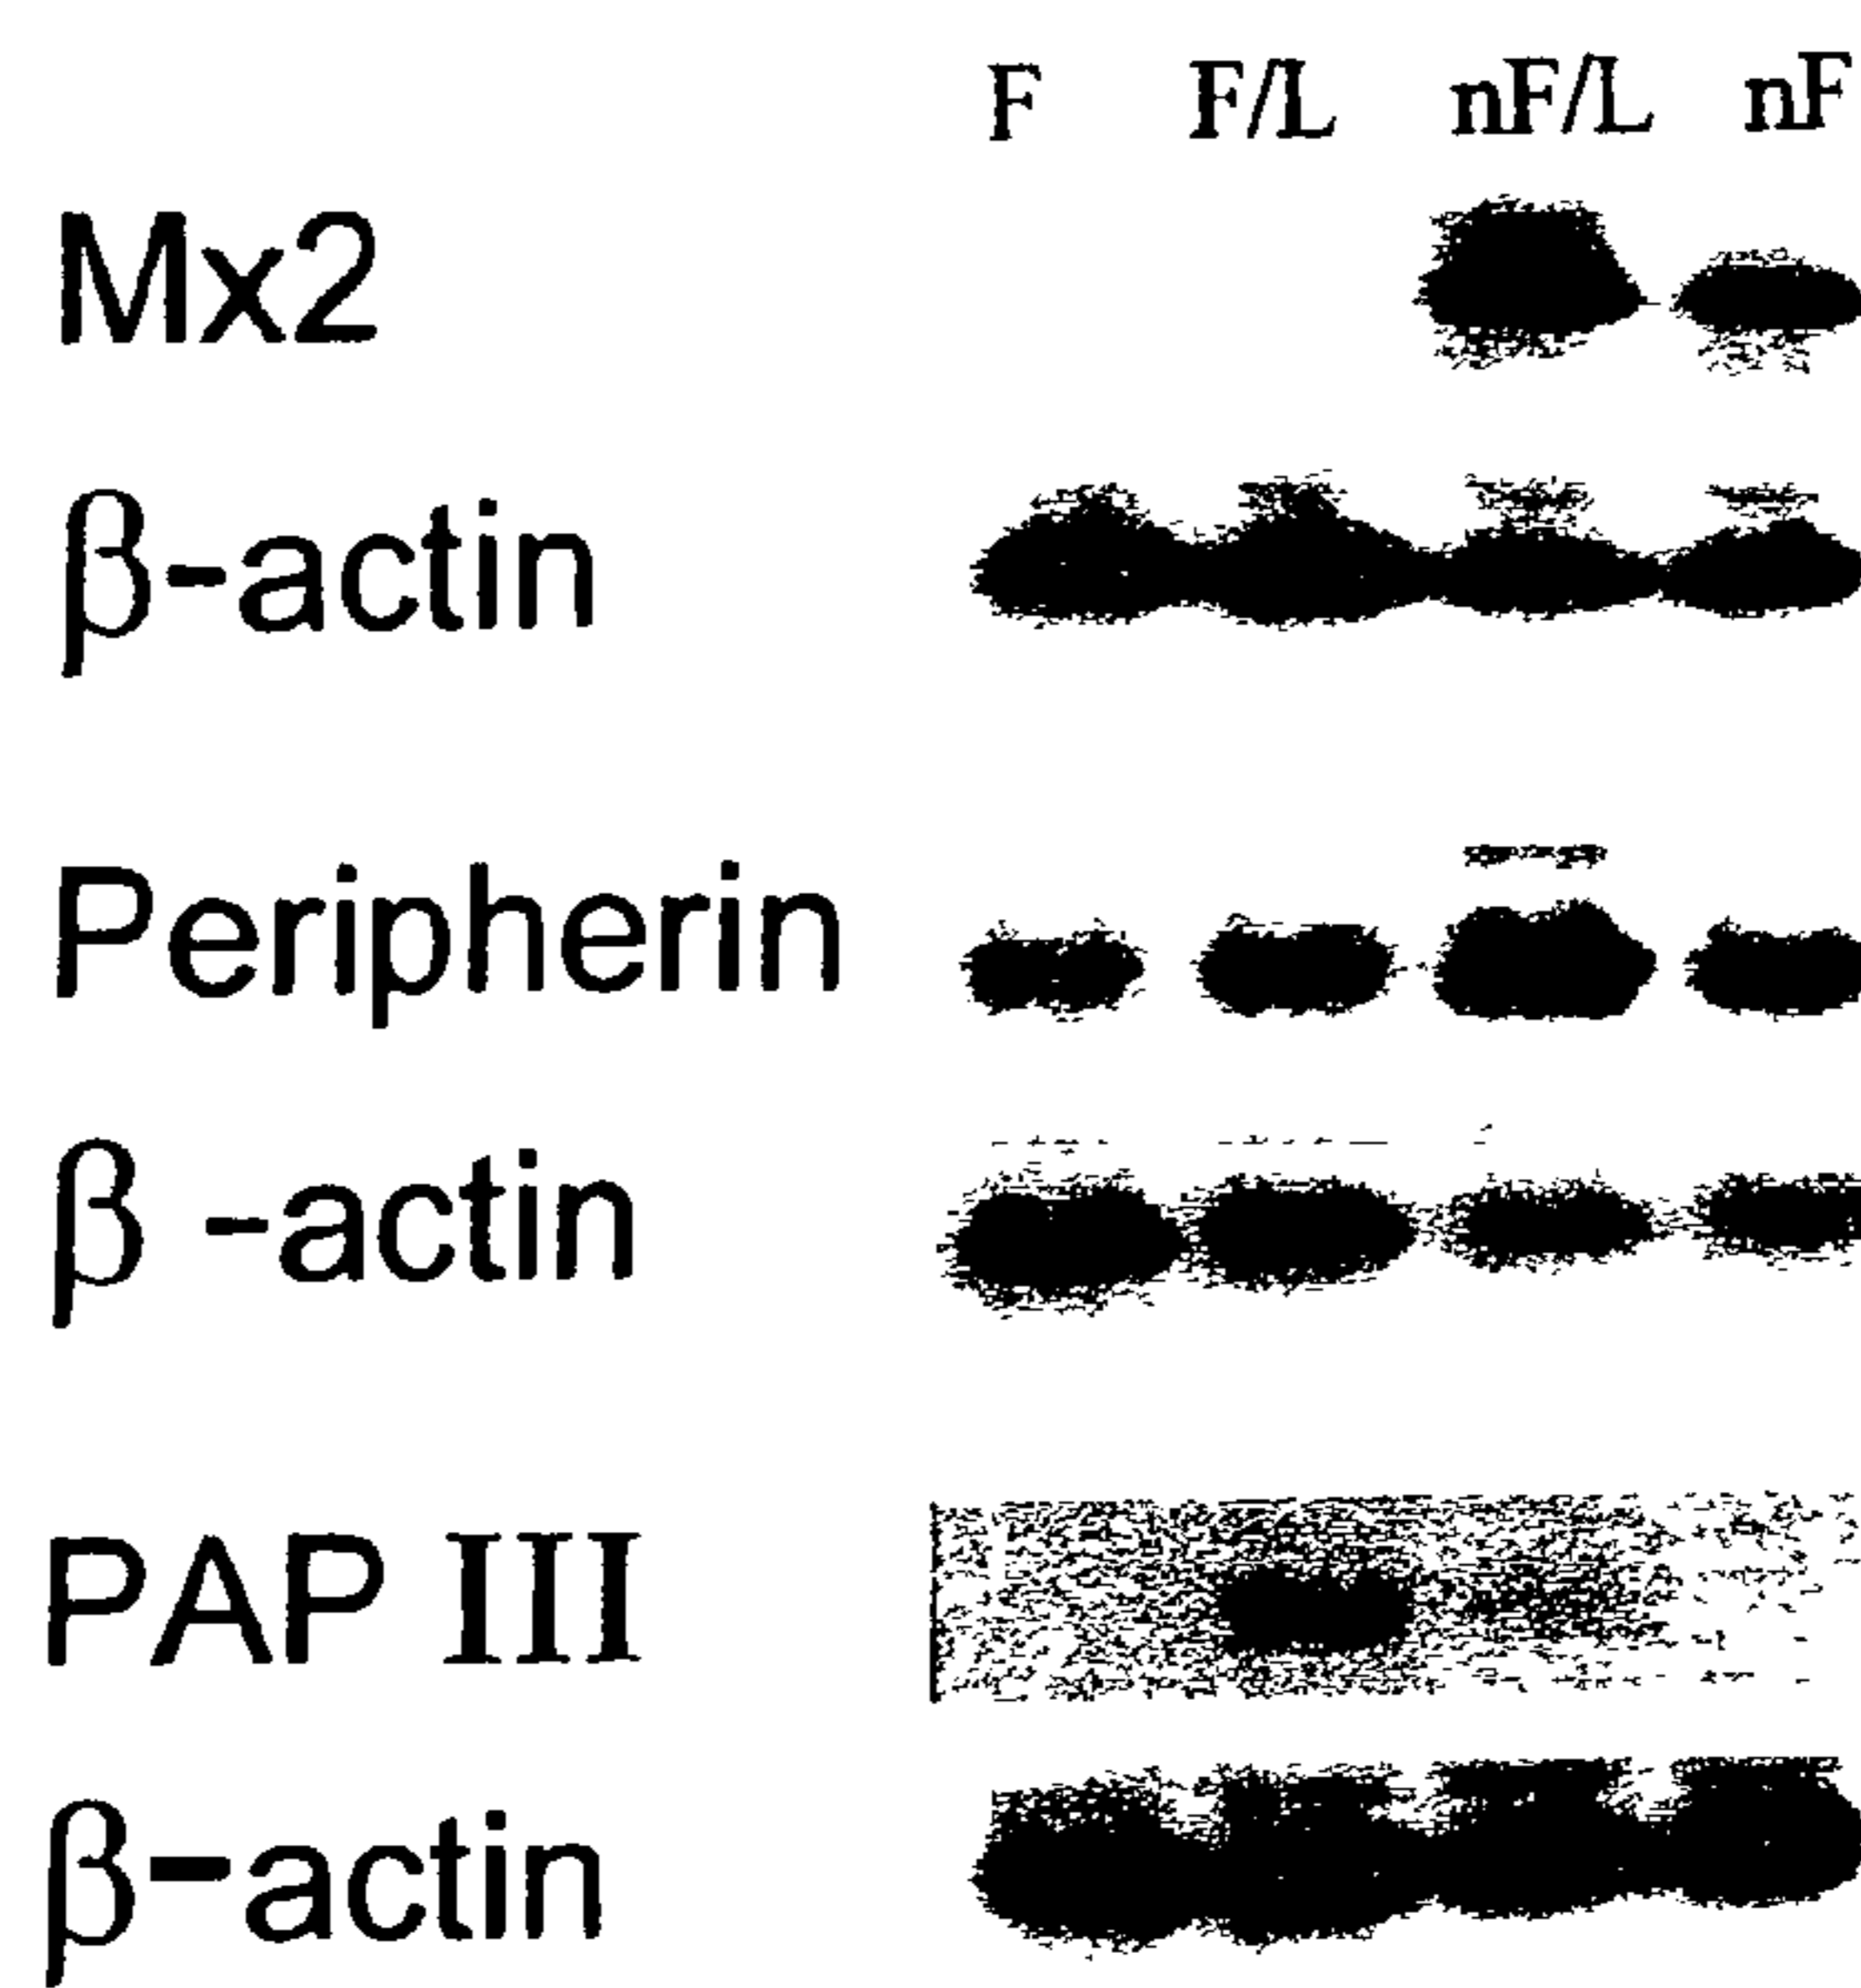 F F/L nF/L nF
Mx2
β-actin
Peripherin
β -actin
PAP III
β-actin